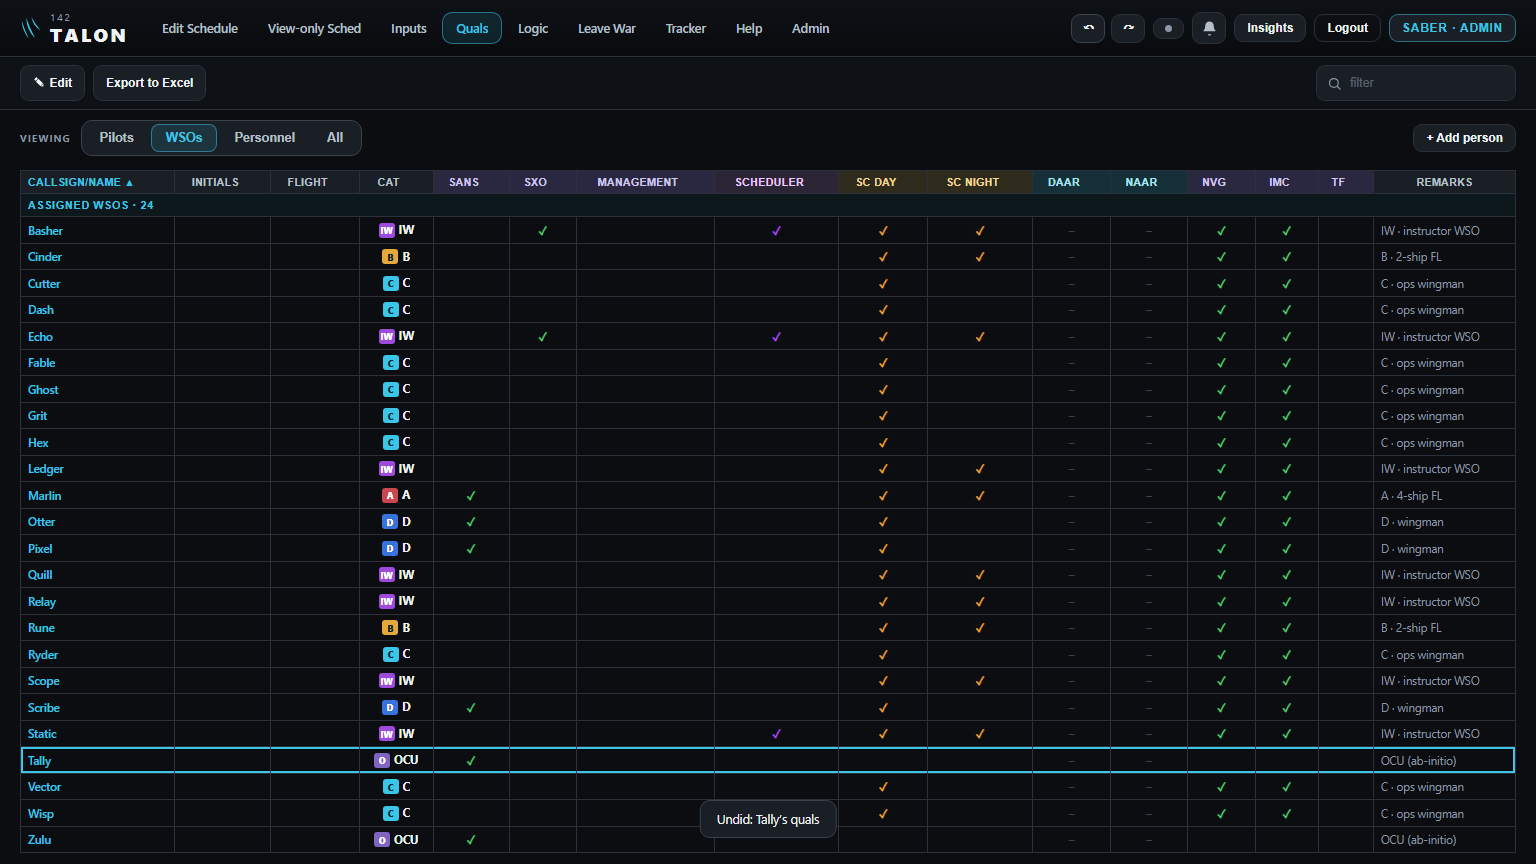 142
TALON
Edit Schedule View-only Sched Inputs Quals Logic Leave War Tracker Help Admin
Insights Logout SABER · ADMIN
✎ Edit Export to Excel
filter
VIEWING Pilots WSOs Personnel All
+ Add person
CALLSIGN/NAME ▲ INITIALS FLIGHT CAT SANS SXO MANAGEMENT SCHEDULER SC DAY SC NIGHT DAAR NAAR NVG IMC TF REMARKS
ASSIGNED WSOS · 24
Basher IW IW ✓ ✓ ✓ ✓ – – ✓ ✓ IW · instructor WSO
Cinder B B ✓ ✓ – – ✓ ✓ B · 2-ship FL
Cutter C C ✓ – – ✓ ✓ C · ops wingman
Dash C C ✓ – – ✓ ✓ C · ops wingman
Echo IW IW ✓ ✓ ✓ ✓ – – ✓ ✓ IW · instructor WSO
Fable C C ✓ – – ✓ ✓ C · ops wingman
Ghost C C ✓ – – ✓ ✓ C · ops wingman
Grit C C ✓ – – ✓ ✓ C · ops wingman
Hex C C ✓ – – ✓ ✓ C · ops wingman
Ledger IW IW ✓ ✓ – – ✓ ✓ IW · instructor WSO
Marlin A A ✓ ✓ ✓ – – ✓ ✓ A · 4-ship FL
Otter D D ✓ ✓ – – ✓ ✓ D · wingman
Pixel D D ✓ ✓ – – ✓ ✓ D · wingman
Quill IW IW ✓ ✓ – – ✓ ✓ IW · instructor WSO
Relay IW IW ✓ ✓ – – ✓ ✓ IW · instructor WSO
Rune B B ✓ ✓ – – ✓ ✓ B · 2-ship FL
Ryder C C ✓ – – ✓ ✓ C · ops wingman
Scope IW IW ✓ ✓ – – ✓ ✓ IW · instructor WSO
Scribe D D ✓ ✓ – – ✓ ✓ D · wingman
Static IW IW ✓ ✓ ✓ – – ✓ ✓ IW · instructor WSO
Tally O OCU ✓ – – OCU (ab-initio)
Vector C C ✓ – – ✓ ✓ C · ops wingman
Wisp C C ✓ – – ✓ ✓ C · ops wingman
Zulu O OCU ✓ – – OCU (ab-initio)
Undid: Tally's quals